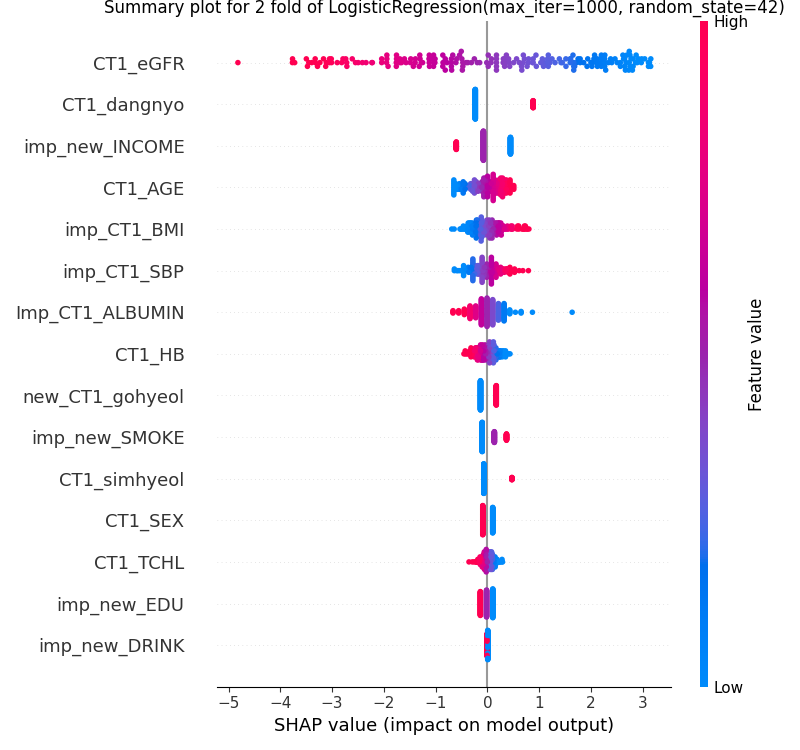 Summary plot for 2 fold of LogisticRegression(max_iter=1000, random_state=42)
High
CT1_eGFR
CT1_dangnyo
imp_new_INCOME
CT1_AGE
imp_CT1_BMI
imp_CT1_SBP
Imp_CT1_ALBUMIN
CT1_HB
new_CT1_gohyeol
imp_new_SMOKE
CT1_simhyeol
CT1_SEX
CT1_TCHL
imp_new_EDU
imp_new_DRINK
Feature value
Low
−5 −4 −3 −2 −1 0 1 2 3
SHAP value (impact on model output)